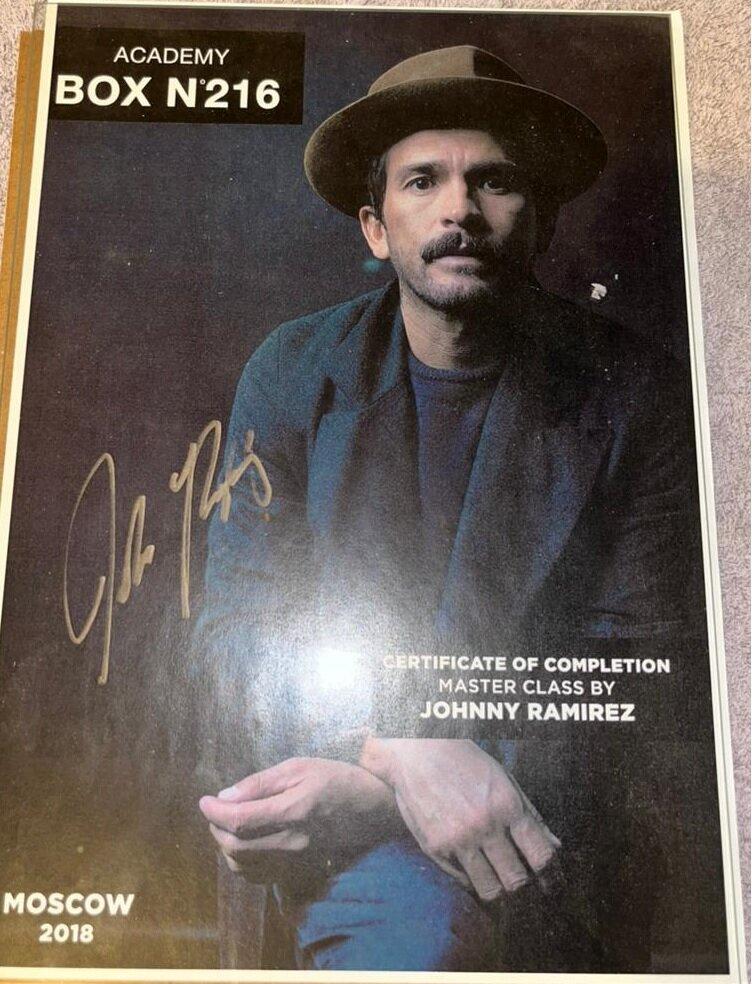 ACADEMY
BOX N°216
CERTIFICATE OF COMPLETION
MASTER CLASS BY
JOHNNY RAMIREZ
MOSCOW
2018